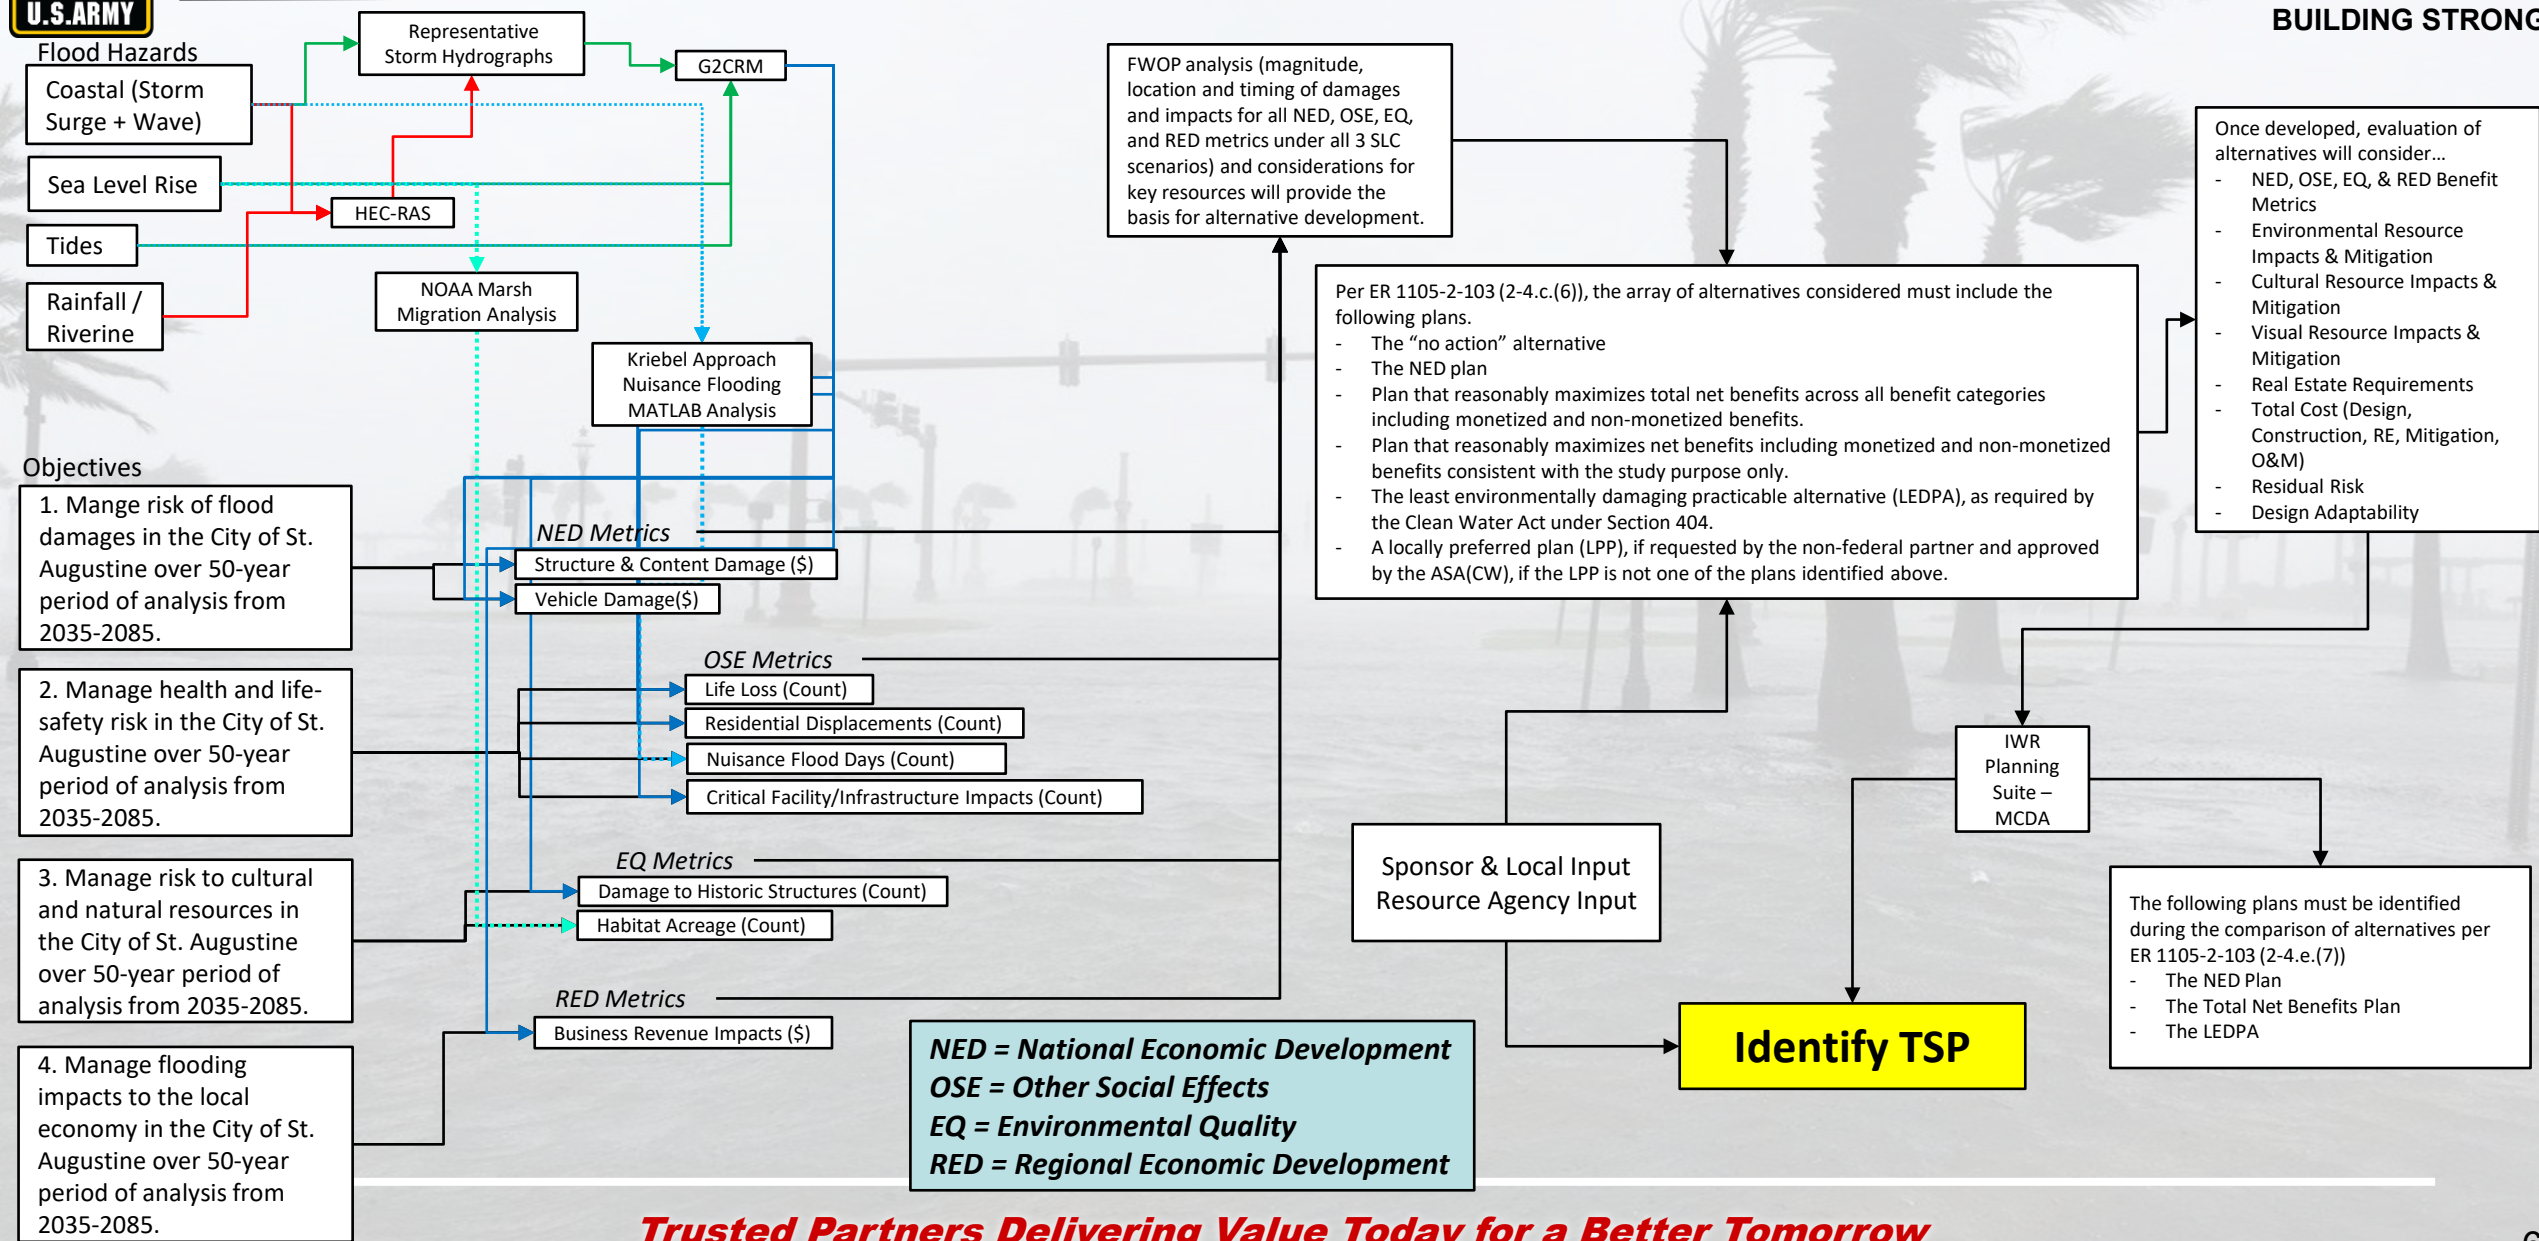 U.S.ARMY
BUILDING STRONG
Flood Hazards
Coastal (Storm
Surge + Wave)
Sea Level Rise
Tides
Rainfall /
Riverine
Representative
Storm Hydrographs
G2CRM
HEC-RAS
NOAA Marsh
Migration Analysis
Kriebel Approach
Nuisance Flooding
MATLAB Analysis
Objectives
1. Mange risk of flood
damages in the City of St.
Augustine over 50-year
period of analysis from
2035-2085.
2. Manage health and life-
safety risk in the City of St.
Augustine over 50-year
period of analysis from
2035-2085.
3. Manage risk to cultural
and natural resources in
the City of St. Augustine
over 50-year period of
analysis from 2035-2085.
4. Manage flooding
impacts to the local
economy in the City of St.
Augustine over 50-year
period of analysis from
2035-2085.
NED Metrics
Structure & Content Damage ($)
Vehicle Damage($)
OSE Metrics
Life Loss (Count)
Residential Displacements (Count)
Nuisance Flood Days (Count)
Critical Facility/Infrastructure Impacts (Count)
EQ Metrics
Damage to Historic Structures (Count)
Habitat Acreage (Count)
RED Metrics
Business Revenue Impacts ($)
FWOP analysis (magnitude,
location and timing of damages
and impacts for all NED, OSE, EQ,
and RED metrics under all 3 SLC
scenarios) and considerations for
key resources will provide the
basis for alternative development.
Per ER 1105-2-103 (2-4.c.(6)), the array of alternatives considered must include the
following plans.
- The “no action” alternative
- The NED plan
- Plan that reasonably maximizes total net benefits across all benefit categories
including monetized and non-monetized benefits.
- Plan that reasonably maximizes net benefits including monetized and non-monetized
benefits consistent with the study purpose only.
- The least environmentally damaging practicable alternative (LEDPA), as required by
the Clean Water Act under Section 404.
- A locally preferred plan (LPP), if requested by the non-federal partner and approved
by the ASA(CW), if the LPP is not one of the plans identified above.
Once developed, evaluation of
alternatives will consider…
- NED, OSE, EQ, & RED Benefit
Metrics
- Environmental Resource
Impacts & Mitigation
- Cultural Resource Impacts &
Mitigation
- Visual Resource Impacts &
Mitigation
- Real Estate Requirements
- Total Cost (Design,
Construction, RE, Mitigation,
O&M)
- Residual Risk
- Design Adaptability
IWR
Planning
Suite –
MCDA
Sponsor & Local Input
Resource Agency Input
The following plans must be identified
during the comparison of alternatives per
ER 1105-2-103 (2-4.e.(7))
- The NED Plan
- The Total Net Benefits Plan
- The LEDPA
Identify TSP
NED = National Economic Development
OSE = Other Social Effects
EQ = Environmental Quality
RED = Regional Economic Development
Trusted Partners Delivering Value Today for a Better Tomorrow